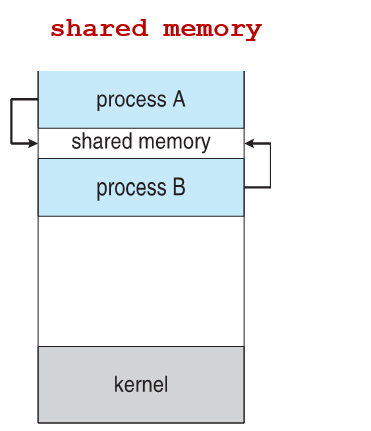 shared memory
process A
shared memory
process B
kernel